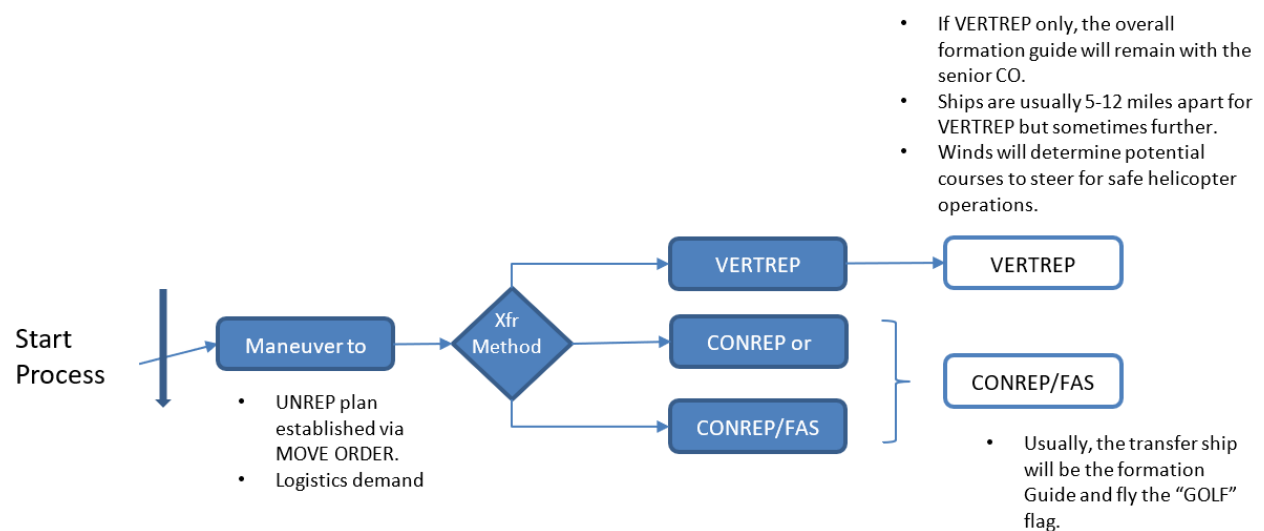 • If VERTREP only, the overall
formation guide will remain with the
senior CO.
• Ships are usually 5-12 miles apart for
VERTREP but sometimes further.
• Winds will determine potential
courses to steer for safe helicopter
operations.
VERTREP
VERTREP
Start
Process
Maneuver to
Xfr
Method
CONREP or
CONREP/FAS
CONREP/FAS
• UNREP plan
established via
MOVE ORDER.
• Logistics demand
• Usually, the transfer ship
will be the formation
Guide and fly the “GOLF”
flag.